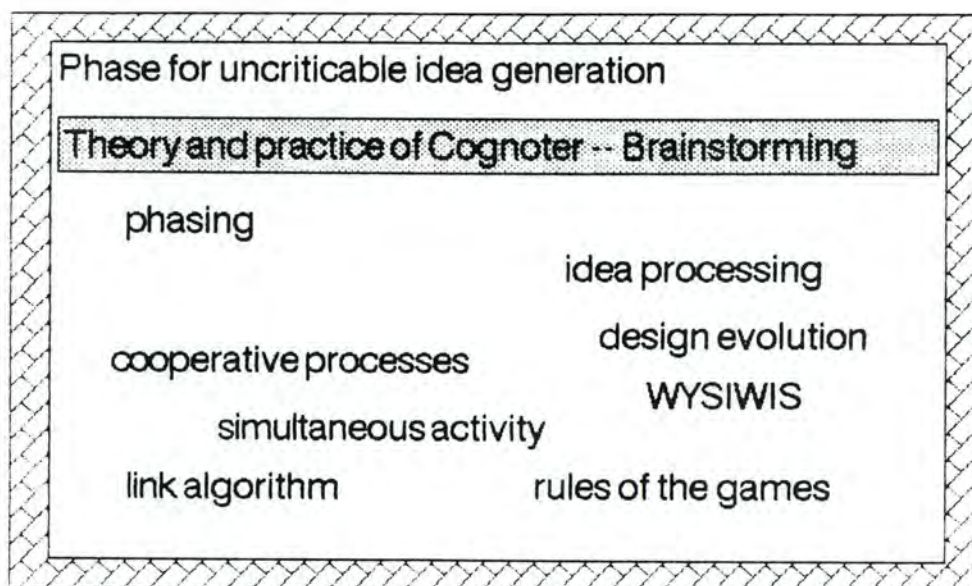 Phase for uncriticable idea generation
Theory and practice of Cognoter -- Brainstorming
phasing
idea processing
design evolution
cooperative processes
WYSIWIS
simultaneous activity
link algorithm
rules of the games